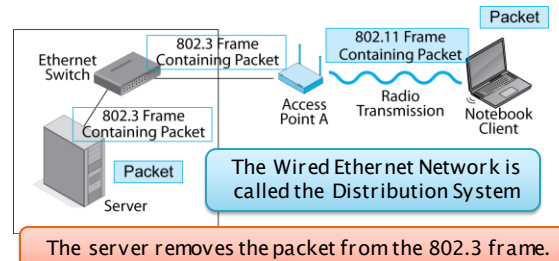 Packet
802.3 Frame
Containing Packet
802.11 Frame
Containing Packet
Ethernet
Switch
Access
Point A
Radio
Transmission
Notebook
Client
802.3 Frame
Containing Packet
Packet
Server
The Wired Ethernet Network is
called the Distribution System
The server removes the packet from the 802.3 frame.